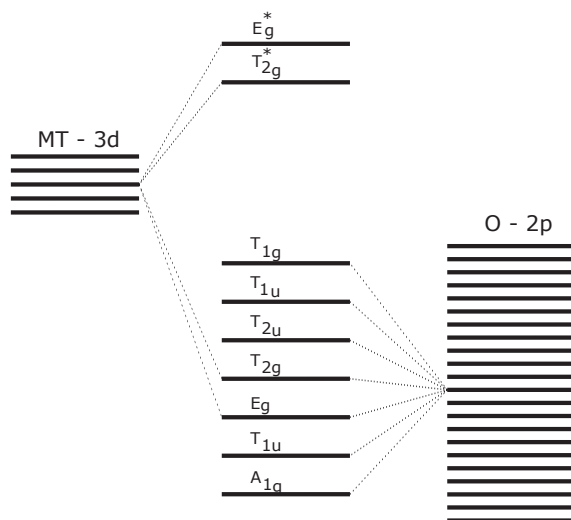 E*g
T*2g
MT - 3d
O - 2p
T1g
T1u
T2u
T2g
Eg
T1u
A1g